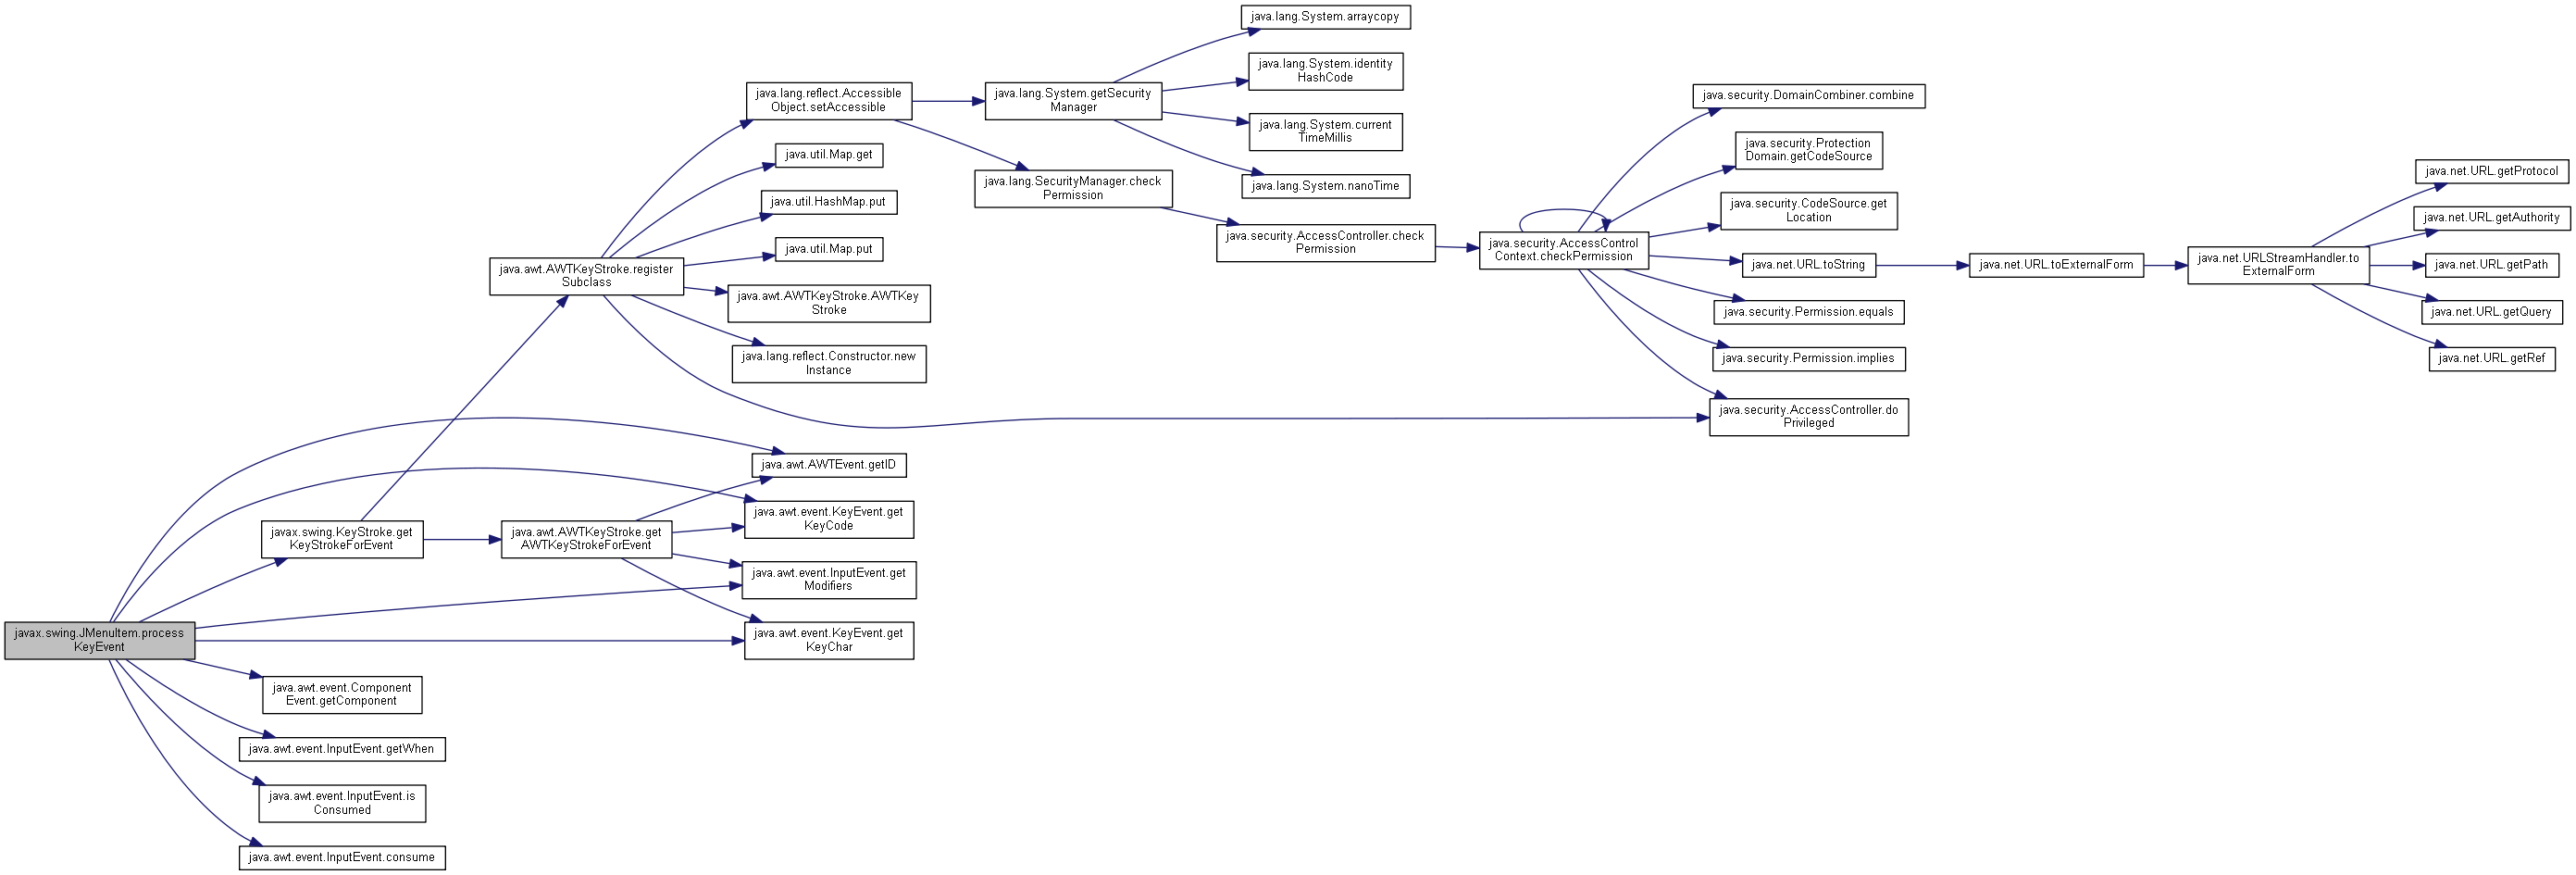 javax.swing.JMenuItem.process
KeyEvent
javax.swing.KeyStroke.get
KeyStrokeForEvent
java.awt.AWTKeyStroke.register
SubClass
java.lang.reflect.Accessible
Object.setAccessible
java.lang.System.getSecurity
Manager
java.lang.System.arraycopy
java.lang.System.identity
HashCode
java.lang.System.current
TimeMillis
java.lang.System.nanoTime
java.lang.SecurityManager.check
Permission
java.security.AccessController.check
Permission
java.security.AccessControl
Context.checkPermission
java.security.DomainCombiner.combine
java.security.Protection
Domain.getCodeSource
java.security.CodeSource.get
Location
java.net.URL.toString
java.net.URL.toExternalForm
java.net.URLStreamHandler.to
ExternalForm
java.net.URL.getProtocol
java.net.URL.getAuthority
java.net.URL.getPath
java.net.URL.getQuery
java.net.URL.getRef
java.security.Permission.equals
java.security.Permission.implies
java.security.AccessController.do
Privileged
java.util.Map.get
java.util.HashMap.put
java.util.Map.put
java.awt.AWTKeyStroke.AWTKey
Stroke
java.lang.reflect.Constructor.new
Instance
java.awt.AWTKeyStroke.get
AWTKeyStrokeForEvent
java.awt.AWTEvent.getID
java.awt.event.KeyEvent.get
KeyCode
java.awt.event.InputEvent.get
Modifiers
java.awt.event.KeyEvent.get
KeyChar
java.awt.event.Component
Event.getComponent
java.awt.event.InputEvent.getWhen
java.awt.event.InputEvent.is
Consumed
java.awt.event.InputEvent.consume